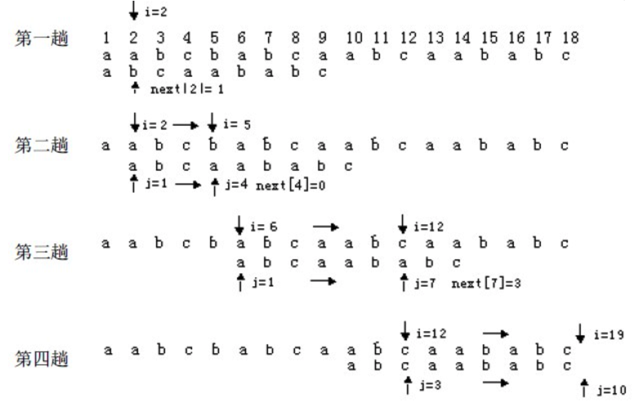 i=2
第一趟 1 2 3 4 5 6 7 8 9 10 11 12 13 14 15 16 17 18
a a b c b a b c a a b c a a b a b c
a b c a a b a b c
next|2|= 1
i=2 i= 5
第二趟 a a b c b a b c a a b c a a b a b c
a b c a a b a b c
j=1 j=4 next[4]=0
i= 6 i=12
第三趟 a a b c b a b c a a b c a a b a b c
a b c a a b a b c
j=1 j=7 next[7]=3
i=12 i=19
第四趟 a a b c b a b c a a b c a a b a b c
a b c a a b a b c
j=3 j=10